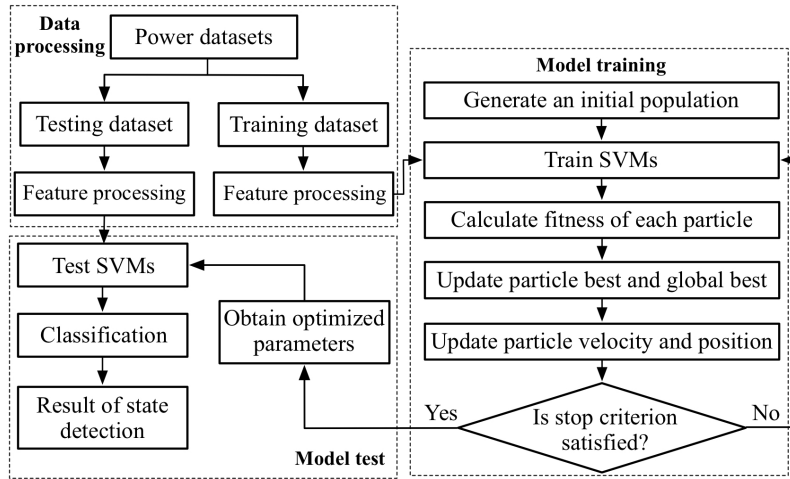 Data
processing
Power datasets
Testing dataset
Training dataset
Feature processing
Feature processing
Model training
Generate an initial population
Train SVMs
Calculate fitness of each particle
Update particle best and global best
Update particle velocity and position
Is stop criterion
satisfied?
Yes
No
Test SVMs
Obtain optimized
parameters
Classification
Result of state
detection
Model test